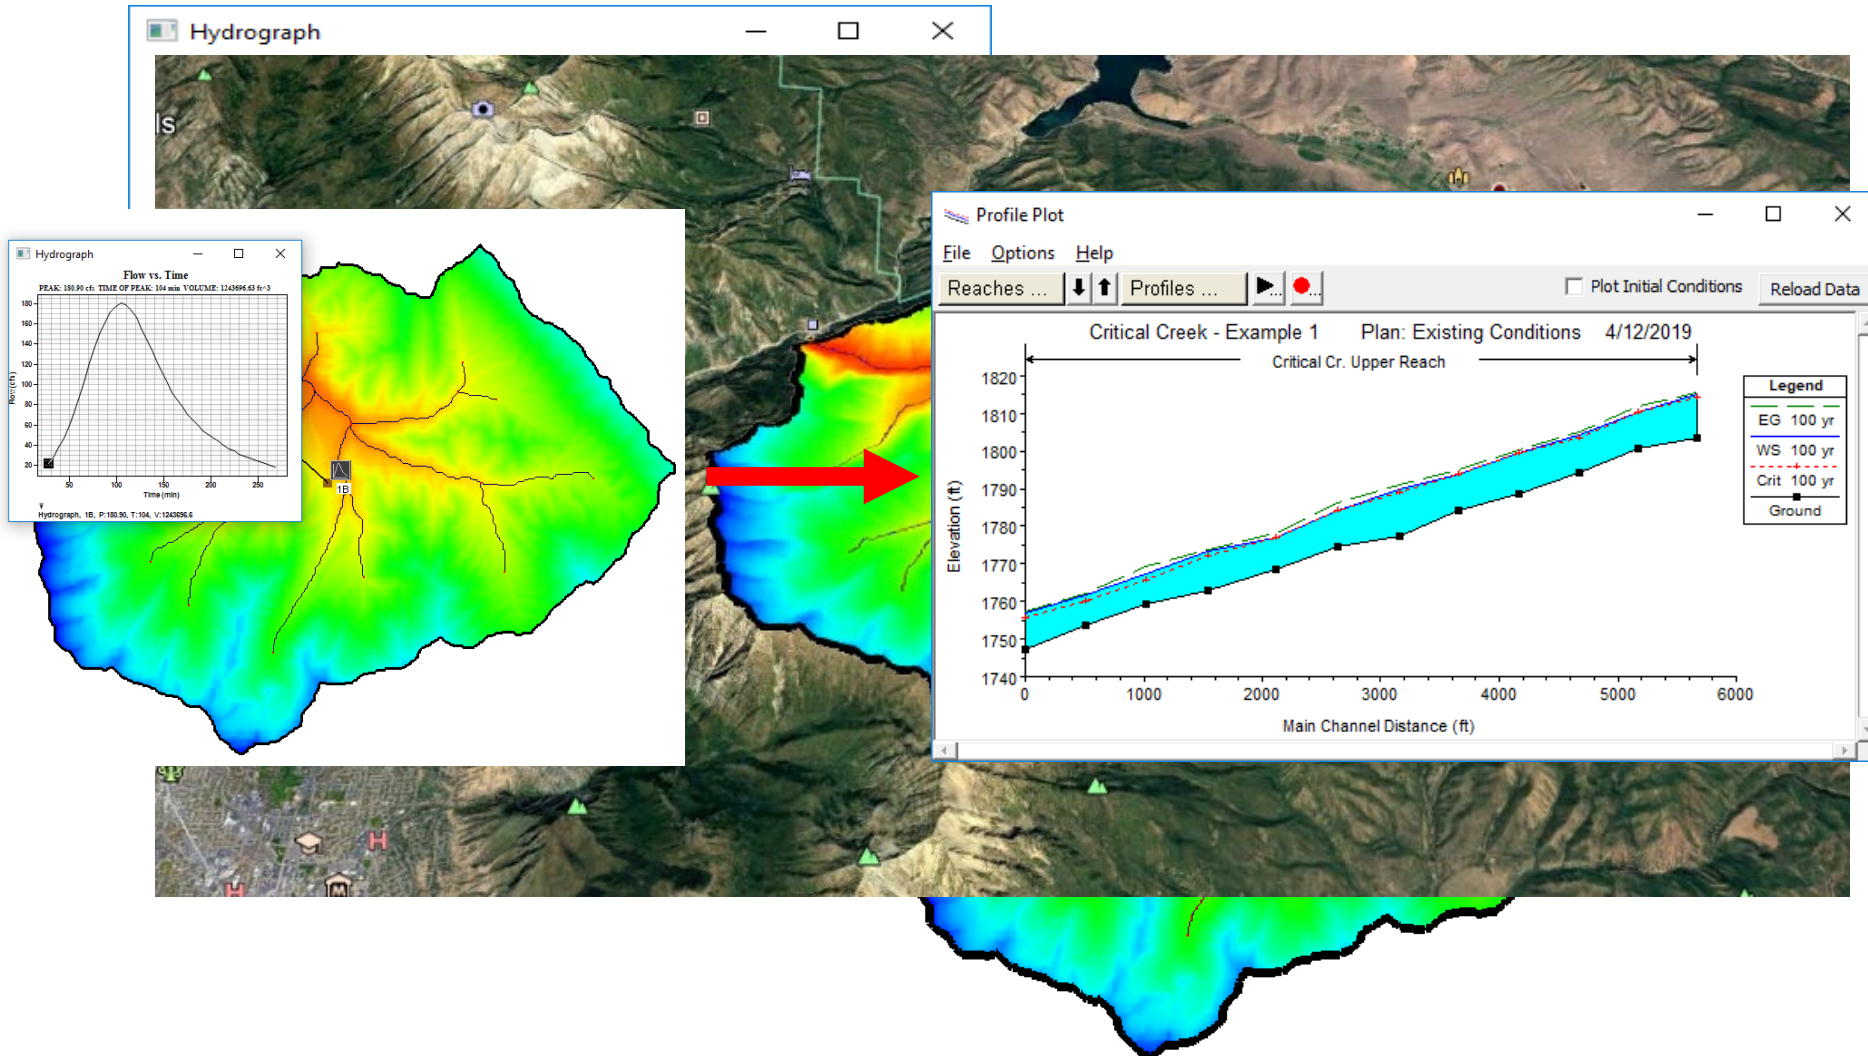 Hydrograph
ls
Hydrograph
Flow vs. Time
PEAK: 180.90 cfs TIME OF PEAK: 104 min VOLUME: 1243696.63 ft^3
180
160
140
120
100
80
60
40
20
Flow (cfs)
50 100 150 200 250
Time (min)
Hydrograph, 1B, P:180.90, T:104, V:1243696.6
1B
Profile Plot
File Options Help
Reaches ... Profiles ... ... ... Plot Initial Conditions Reload Data
Critical Creek - Example 1 Plan: Existing Conditions 4/12/2019
Critical Cr. Upper Reach
1820
1810
1800
1790
1780
1770
1760
1750
1740
Elevation (ft)
0 1000 2000 3000 4000 5000 6000
Main Channel Distance (ft)
Legend
EG 100 yr
WS 100 yr
Crit 100 yr
Ground
H
H
M